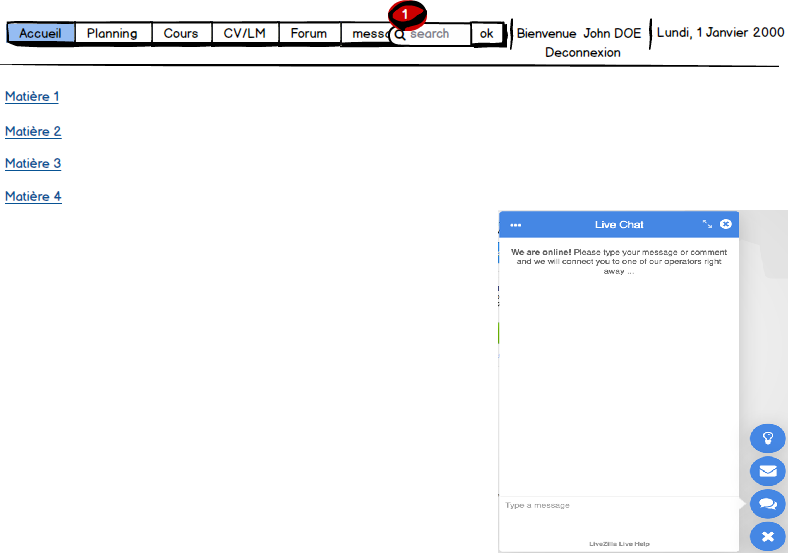 1
Accueil Planning Cours CV/LM Forum search ok Bienvenue John DOE Lundi, 1 Janvier 2000
Deconnexion
Matière 1
Matière 2
Matière 3
Matière 4
Live Chat
We are online! Please type your message or comment
and we will connect you to one of our operators right
away ...
Type a message
LiveZilla Live Help